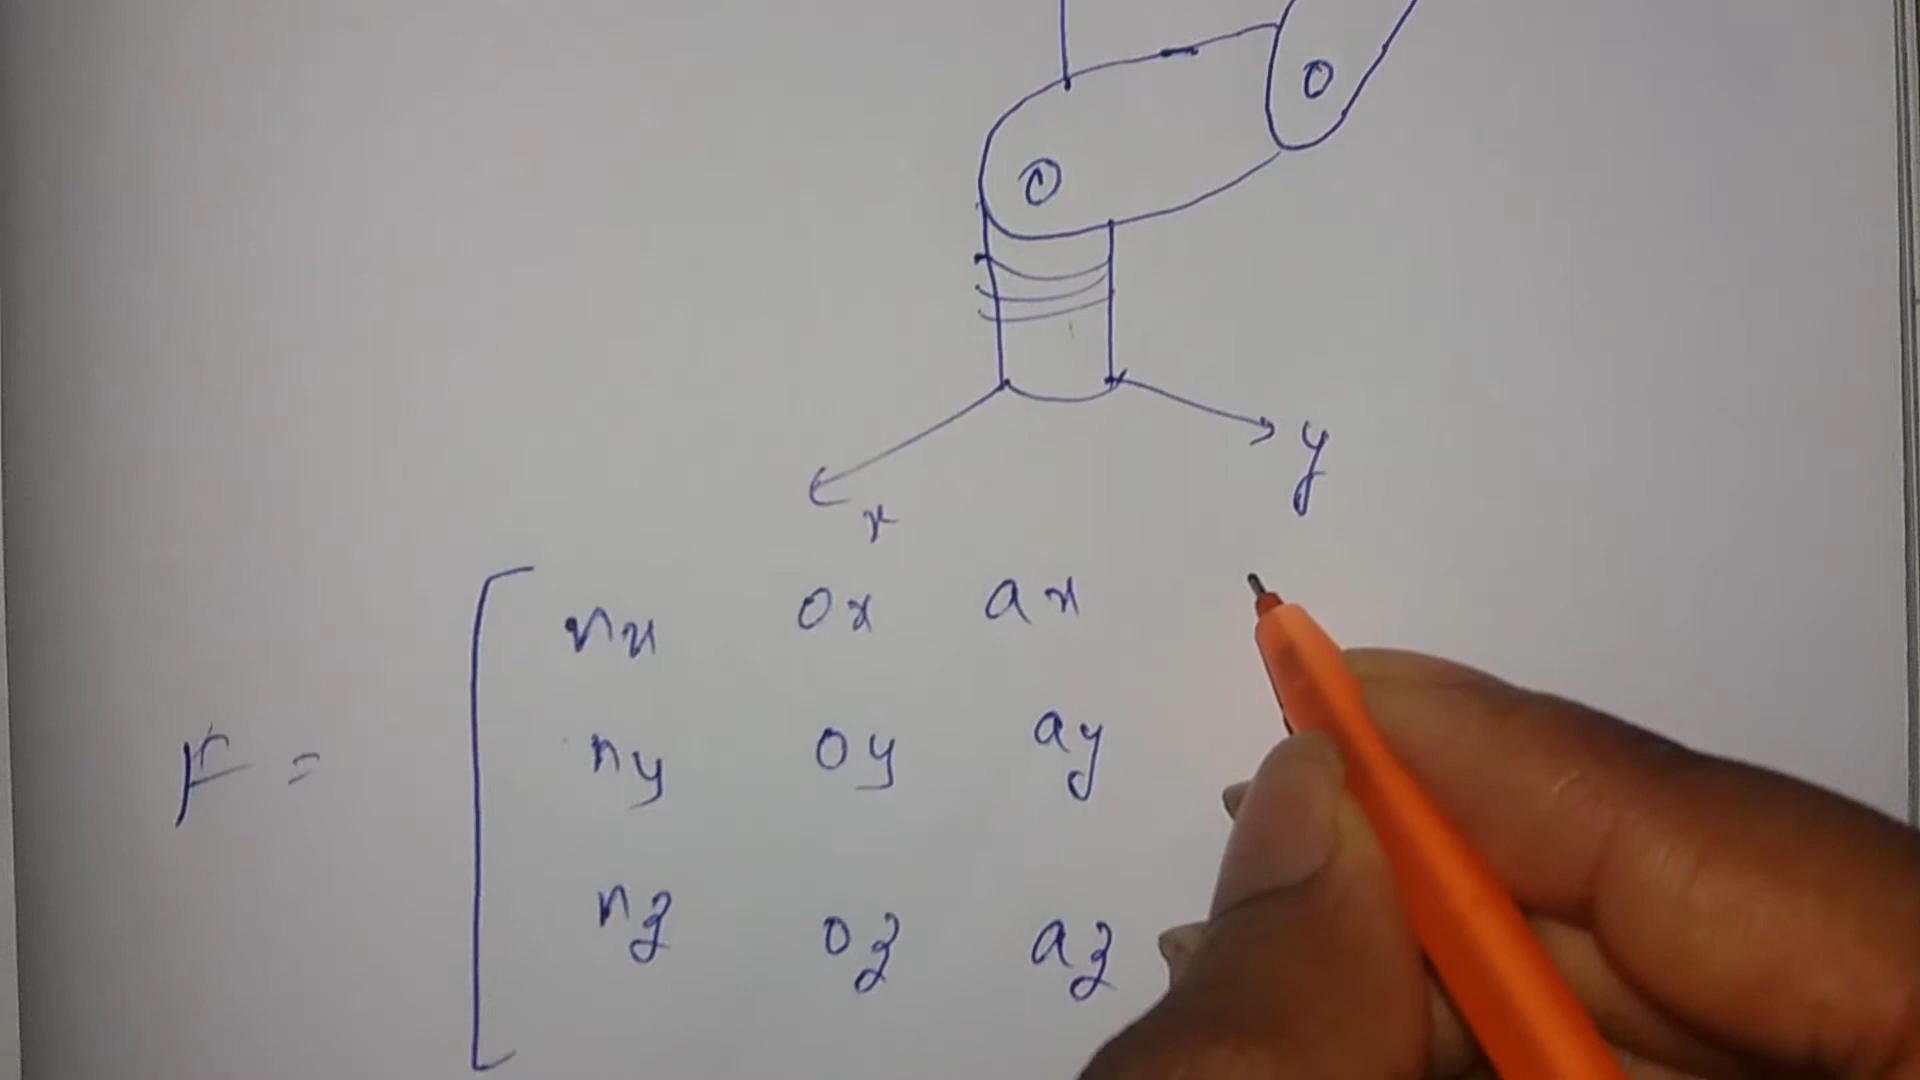 y
x
nx ox ax
F =
ny oy ay
nz oz az